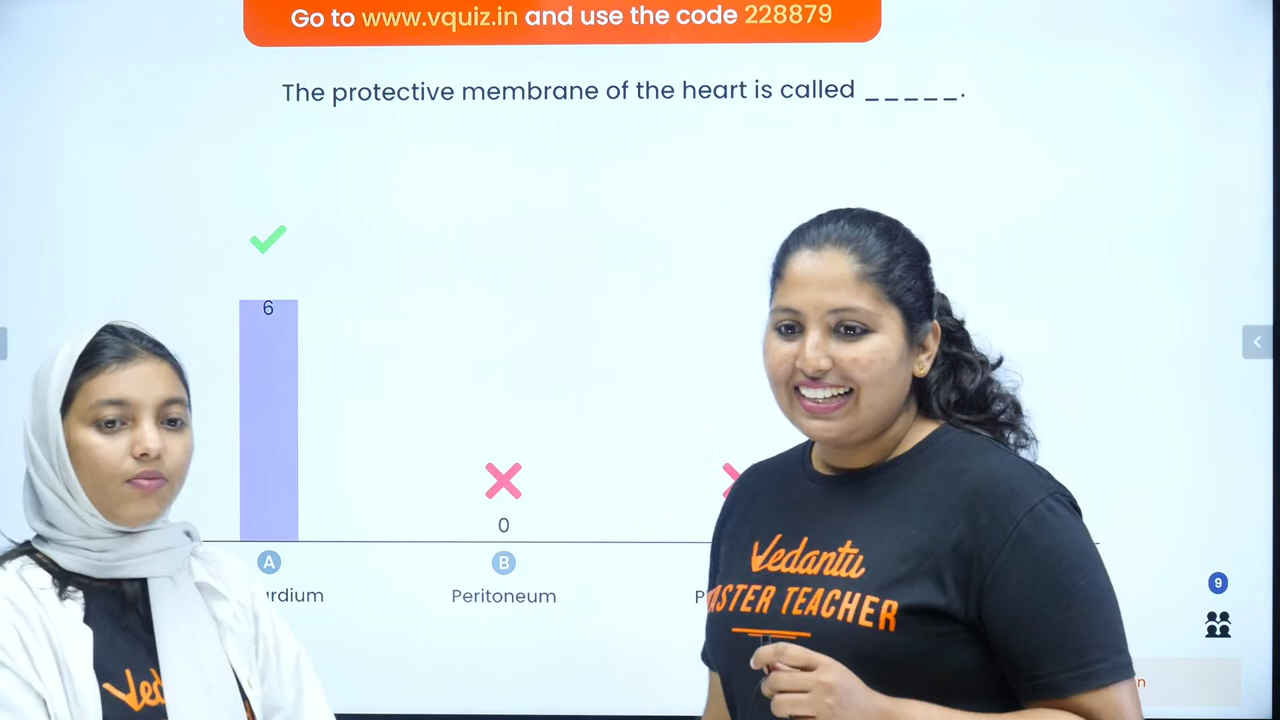 Go to www.vquiz.in and use the code 228879
The protective membrane of the heart is called _____.
6
0
A
B
Peritoneum
9
Vedantu
TEACHER